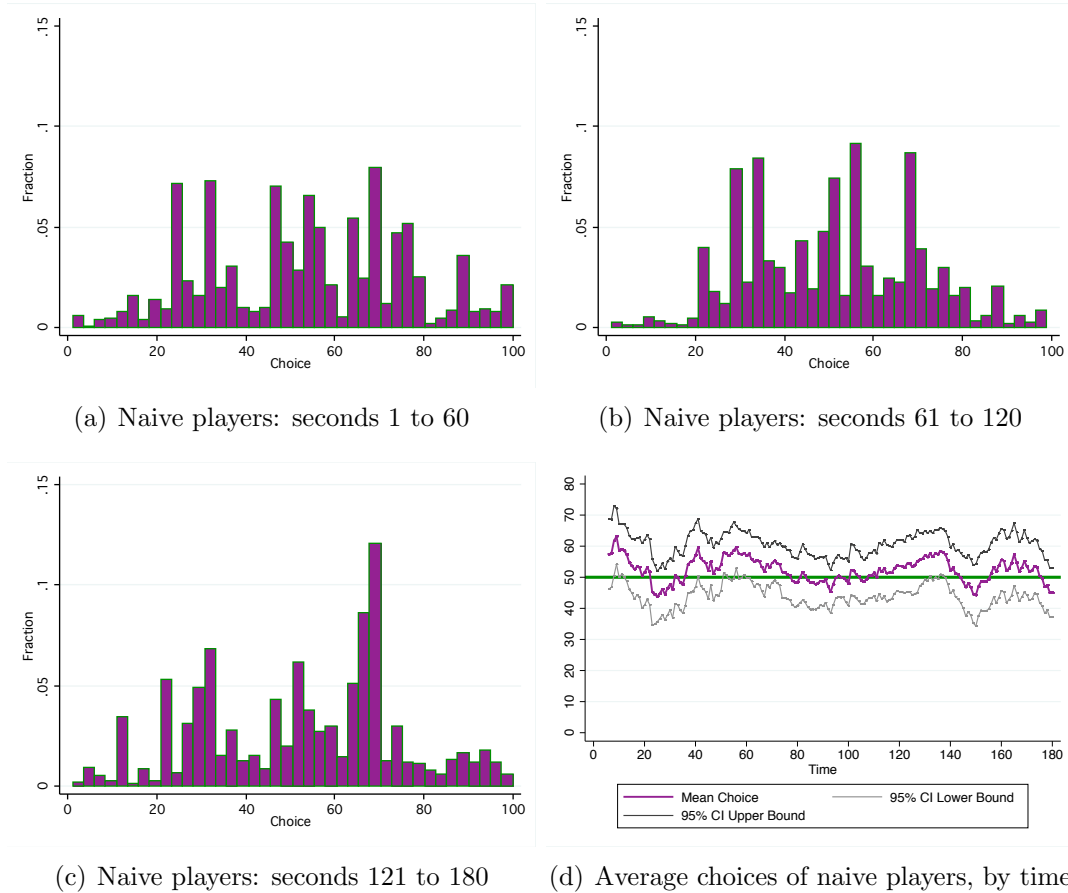 .15
.1
.05
0
Fraction
0 20 40 60 80 100
Choice
(a) Naive players: seconds 1 to 60
.15
.1
.05
0
Fraction
0 20 40 60 80 100
Choice
(b) Naive players: seconds 61 to 120
.15
.1
.05
0
Fraction
0 20 40 60 80 100
Choice
(c) Naive players: seconds 121 to 180
80
70
60
50
40
30
20
10
0
0 20 40 60 80 100 120 140 160 180
Time
Mean Choice 95% CI Lower Bound
95% CI Upper Bound
(d) Average choices of naive players, by time